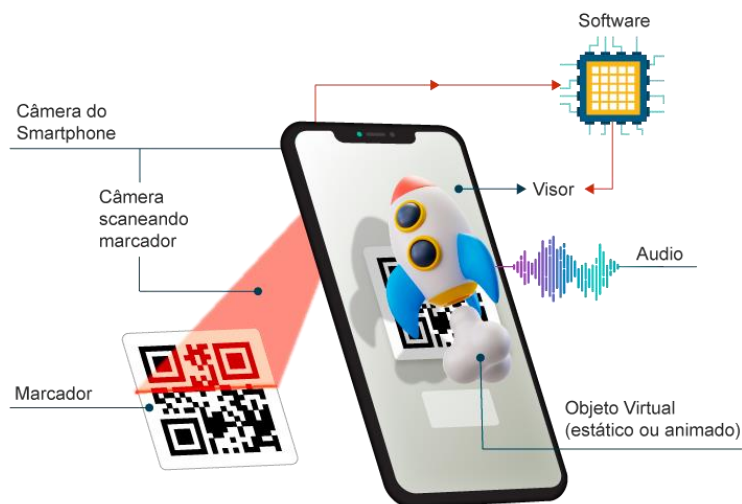 Software
Câmera do
Smartphone
Câmera
scaneando
marcador
Visor
Audio
Marcador
Objeto Virtual
(estático ou animado)